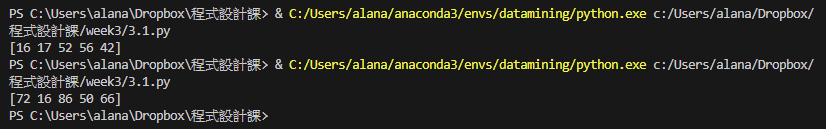 PS C:\Users\alana\Dropbox\程式設計課> & C:/Users/alana/anaconda3/envs/datamining/python.exe c:/Users/alana/Dropbox/
程式設計課/week3/3.1.py
[16 17 52 56 42]
PS C:\Users\alana\Dropbox\程式設計課> & C:/Users/alana/anaconda3/envs/datamining/python.exe c:/Users/alana/Dropbox/
程式設計課/week3/3.1.py
[72 16 86 50 66]
PS C:\Users\alana\Dropbox\程式設計課>